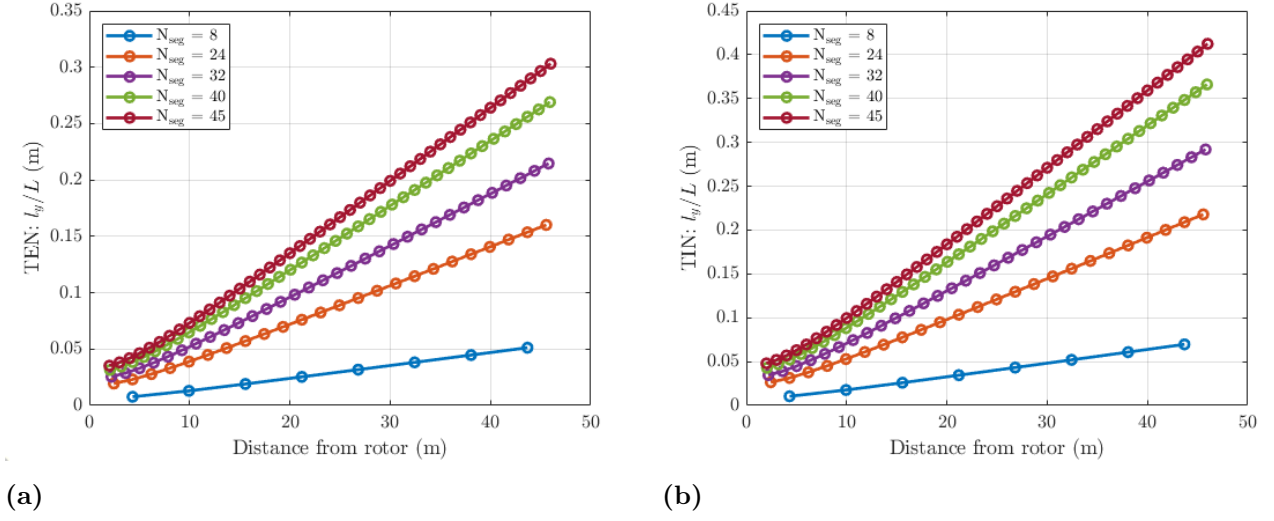 0.35
0.3
0.25
0.2
0.15
0.1
0.05
0
0 10 20 30 40 50
TEN: l_y/L (m)
Distance from rotor (m)
N_seg = 8
N_seg = 24
N_seg = 32
N_seg = 40
N_seg = 45
(a)
0.45
0.4
0.35
0.3
0.25
0.2
0.15
0.1
0.05
0
0 10 20 30 40 50
TIN: l_y/L (m)
Distance from rotor (m)
N_seg = 8
N_seg = 24
N_seg = 32
N_seg = 40
N_seg = 45
(b)